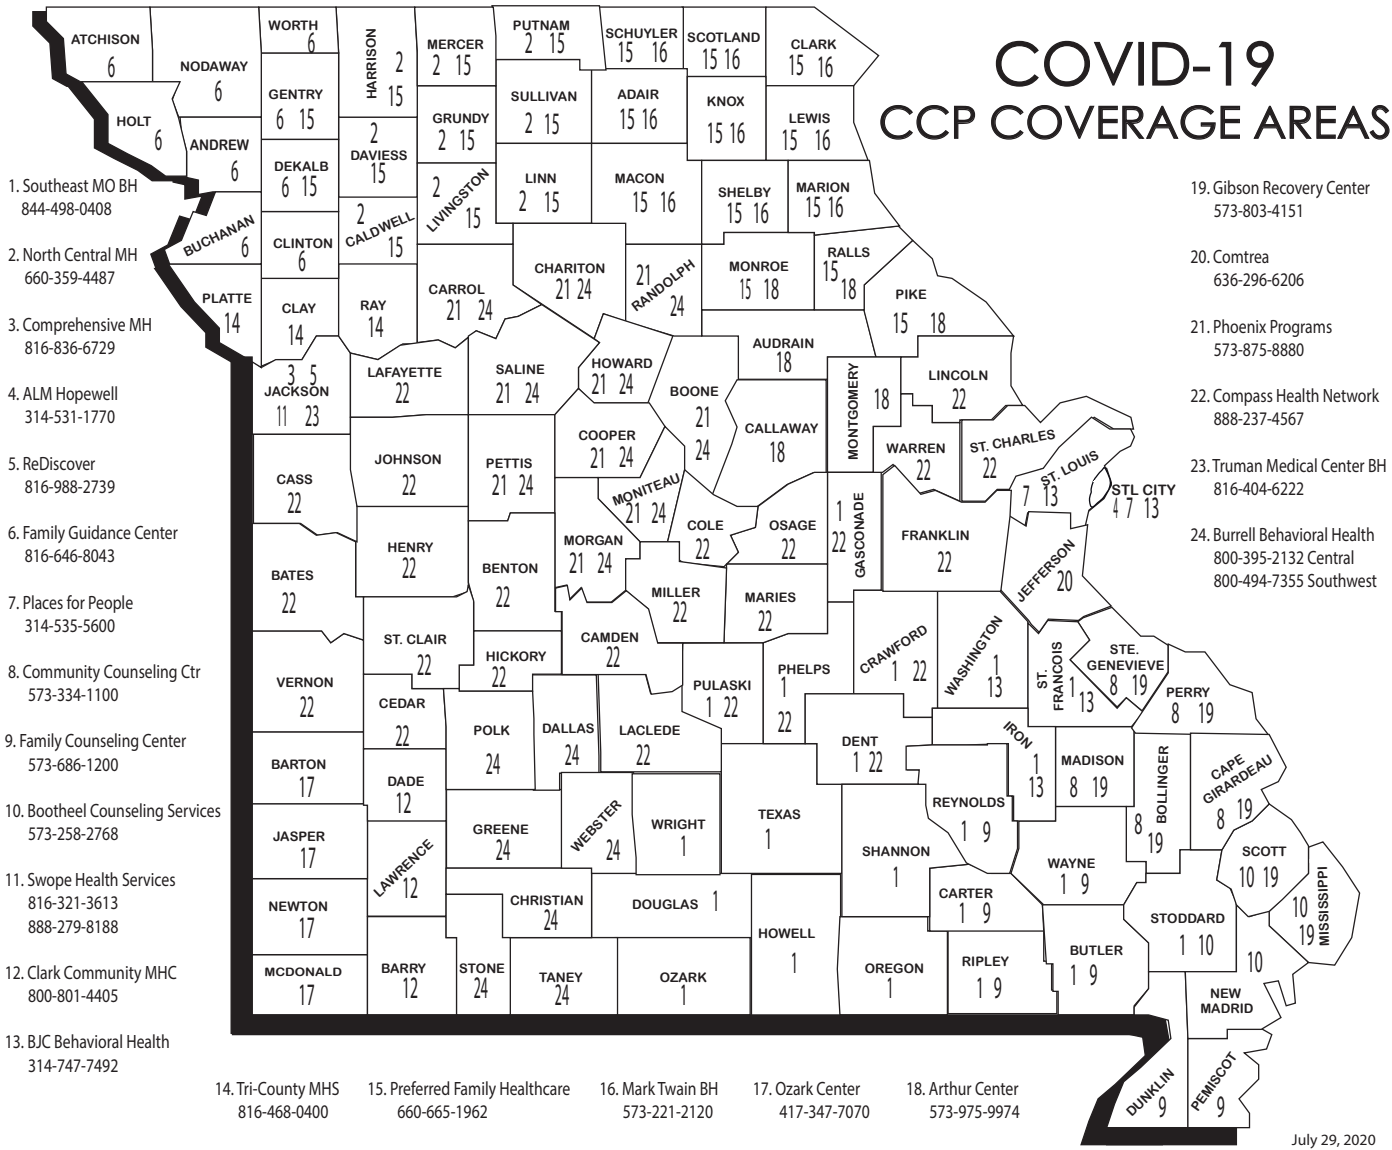 COVID-19
CCP COVERAGE AREAS
1. Southeast MO BH
844-498-0408
2. North Central MH
660-359-4487
3. Comprehensive MH
816-836-6729
4. ALM Hopewell
314-531-1770
5. ReDiscover
816-988-2739
6. Family Guidance Center
816-646-8043
7. Places for People
314-535-5600
8. Community Counseling Ctr
573-334-1100
9. Family Counseling Center
573-686-1200
10. Bootheel Counseling Services
573-258-2768
11. Swope Health Services
816-321-3613
888-279-8188
12. Clark Community MHC
800-801-4405
13. BJC Behavioral Health
314-747-7492
14. Tri-County MHS
816-468-0400
15. Preferred Family Healthcare
660-665-1962
16. Mark Twain BH
573-221-2120
17. Ozark Center
417-347-7070
18. Arthur Center
573-975-9974
19. Gibson Recovery Center
573-803-4151
20. Comtrea
636-296-6206
21. Phoenix Programs
573-875-8880
22. Compass Health Network
888-237-4567
23. Truman Medical Center BH
816-404-6222
24. Burrell Behavioral Health
800-395-2132 Central
800-494-7355 Southwest
ATCHISON
6
NODAWAY
6
WORTH
6
HARRISON
2
15
MERCER
2 15
PUTNAM
2 15
SCHUYLER
15 16
SCOTLAND
15 16
CLARK
15 16
HOLT
6
ANDREW
6
GENTRY
6 15
DEKALB
6 15
2
DAVIESS
15
GRUNDY
2 15
SULLIVAN
2 15
ADAIR
15 16
KNOX
15 16
LEWIS
15 16
BUCHANAN
6
CLINTON
6
2
CALDWELL
15
2
LIVINGSTON
15
LINN
2 15
MACON
15 16
SHELBY
15 16
MARION
15 16
PLATTE
14
CLAY
14
RAY
14
CARROL
21 24
CHARITON
21 24
21
RANDOLPH
24
MONROE
15 18
RALLS
15
18
PIKE
15 18
3 5
JACKSON
11 23
LAFAYETTE
22
SALINE
21 24
HOWARD
21 24
BOONE
21
24
AUDRAIN
18
CALLAWAY
18
MONTGOMERY
18
LINCOLN
22
WARREN
22
ST. CHARLES
22
ST. LOUIS
7 13
STL CITY
4 7 13
CASS
22
JOHNSON
22
PETTIS
21 24
COOPER
21 24
MONITEAU
21 24
COLE
22
OSAGE
22
1
22
GASCONADE
FRANKLIN
22
JEFFERSON
20
BATES
22
HENRY
22
BENTON
22
MORGAN
21 24
MILLER
22
MARIES
22
VERNON
22
ST. CLAIR
22
HICKORY
22
CAMDEN
22
PULASKI
1 22
PHELPS
1
22
CRAWFORD
1 22
WASHINGTON
1
13
ST.
FRANCOIS
1
13
STE.
GENEVIEVE
8 19
PERRY
8 19
CEDAR
22
POLK
24
DALLAS
24
LACLEDE
22
DENT
1 22
IRON
1
13
MADISON
8 19
BOLLINGER
8
19
CAPE
GIRARDEAU
8 19
BARTON
17
DADE
12
JASPER
17
LAWRENCE
12
GREENE
24
WEBSTER
24
WRIGHT
1
TEXAS
1
SHANNON
1
REYNOLDS
1 9
WAYNE
1 9
SCOTT
10 19
10
19
MISSISSIPPI
NEWTON
17
CHRISTIAN
24
DOUGLAS 1
HOWELL
1
CARTER
1 9
STODDARD
1 10
MCDONALD
17
BARRY
12
STONE
24
TANEY
24
OZARK
1
OREGON
1
RIPLEY
1 9
BUTLER
1 9
10
NEW
MADRID
DUNKLIN
9
PEMISCOT
9
July 29, 2020